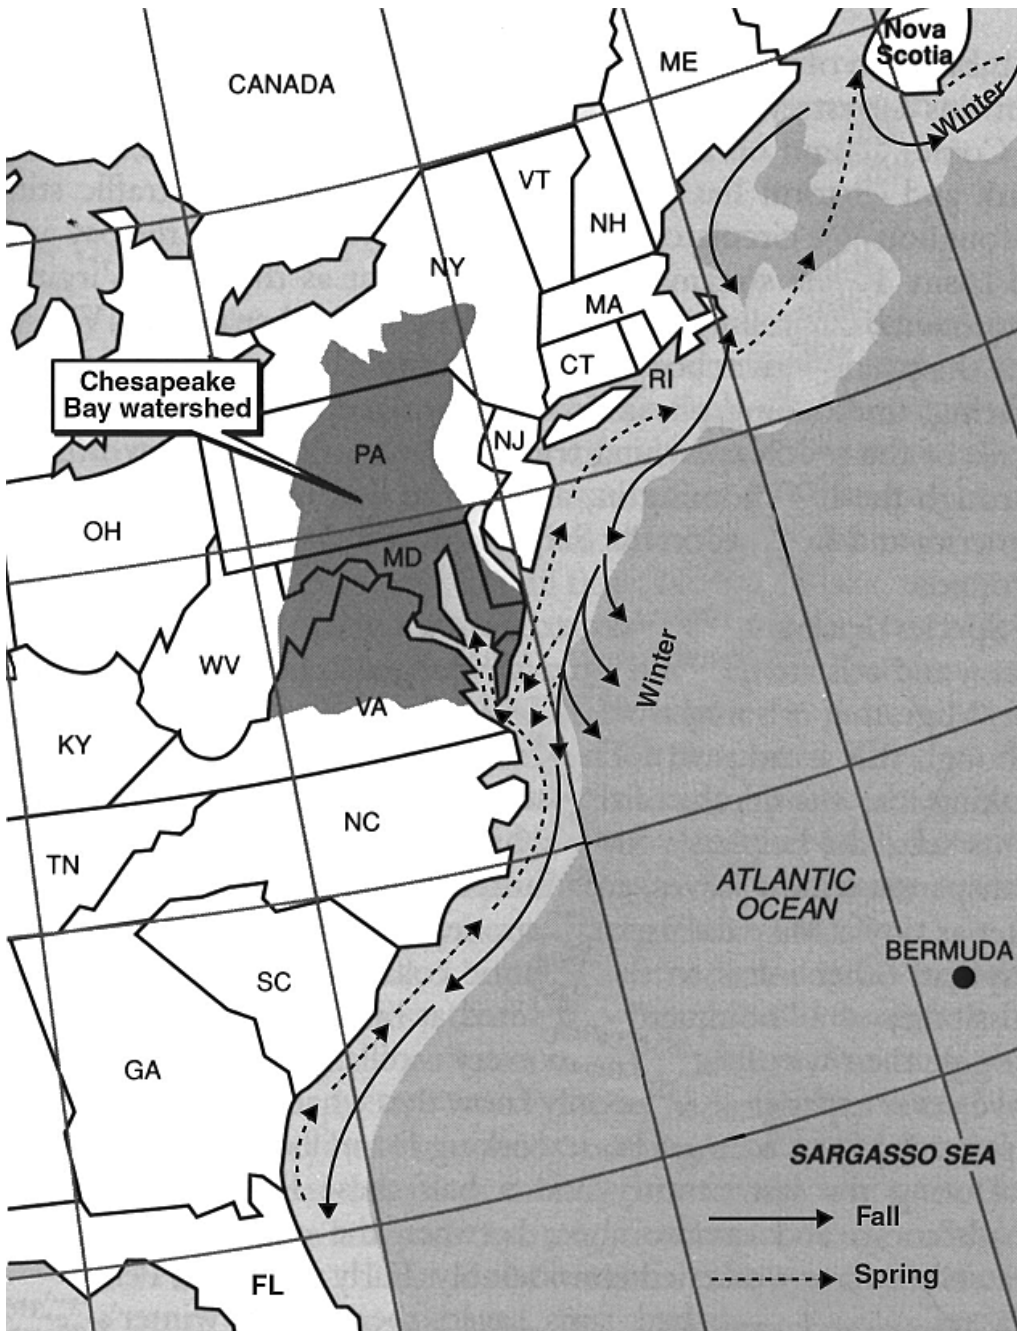 Nova
Scotia
ME
CANADA
Winter
VT
NH
NY
MA
Chesapeake
Bay watershed
CT
RI
NJ
PA
OH
MD
WV
Winter
VA
KY
NC
TN
ATLANTIC
OCEAN
BERMUDA
SC
GA
SARGASSO SEA
Fall
Spring
FL